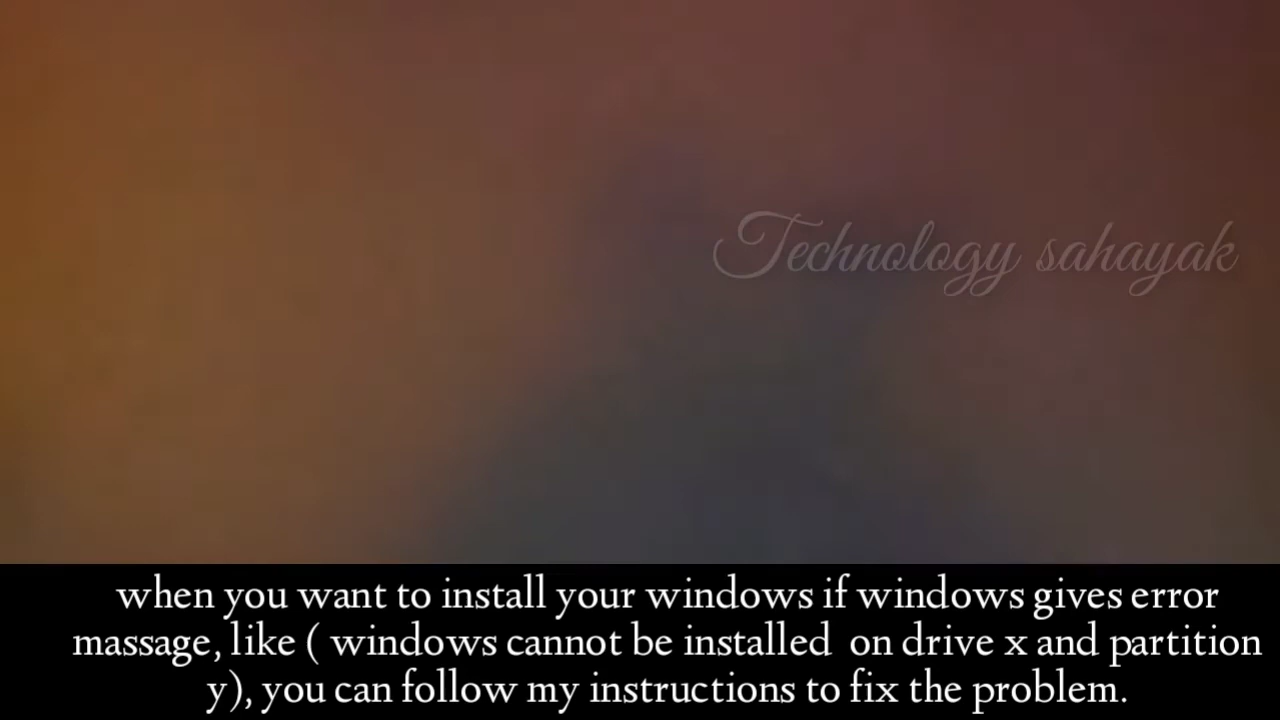 Technology sahayak
when you want to install your windows if windows gives error
massage, like ( windows cannot be installed on drive x and partition
y), you can follow my instructions to fix the problem.